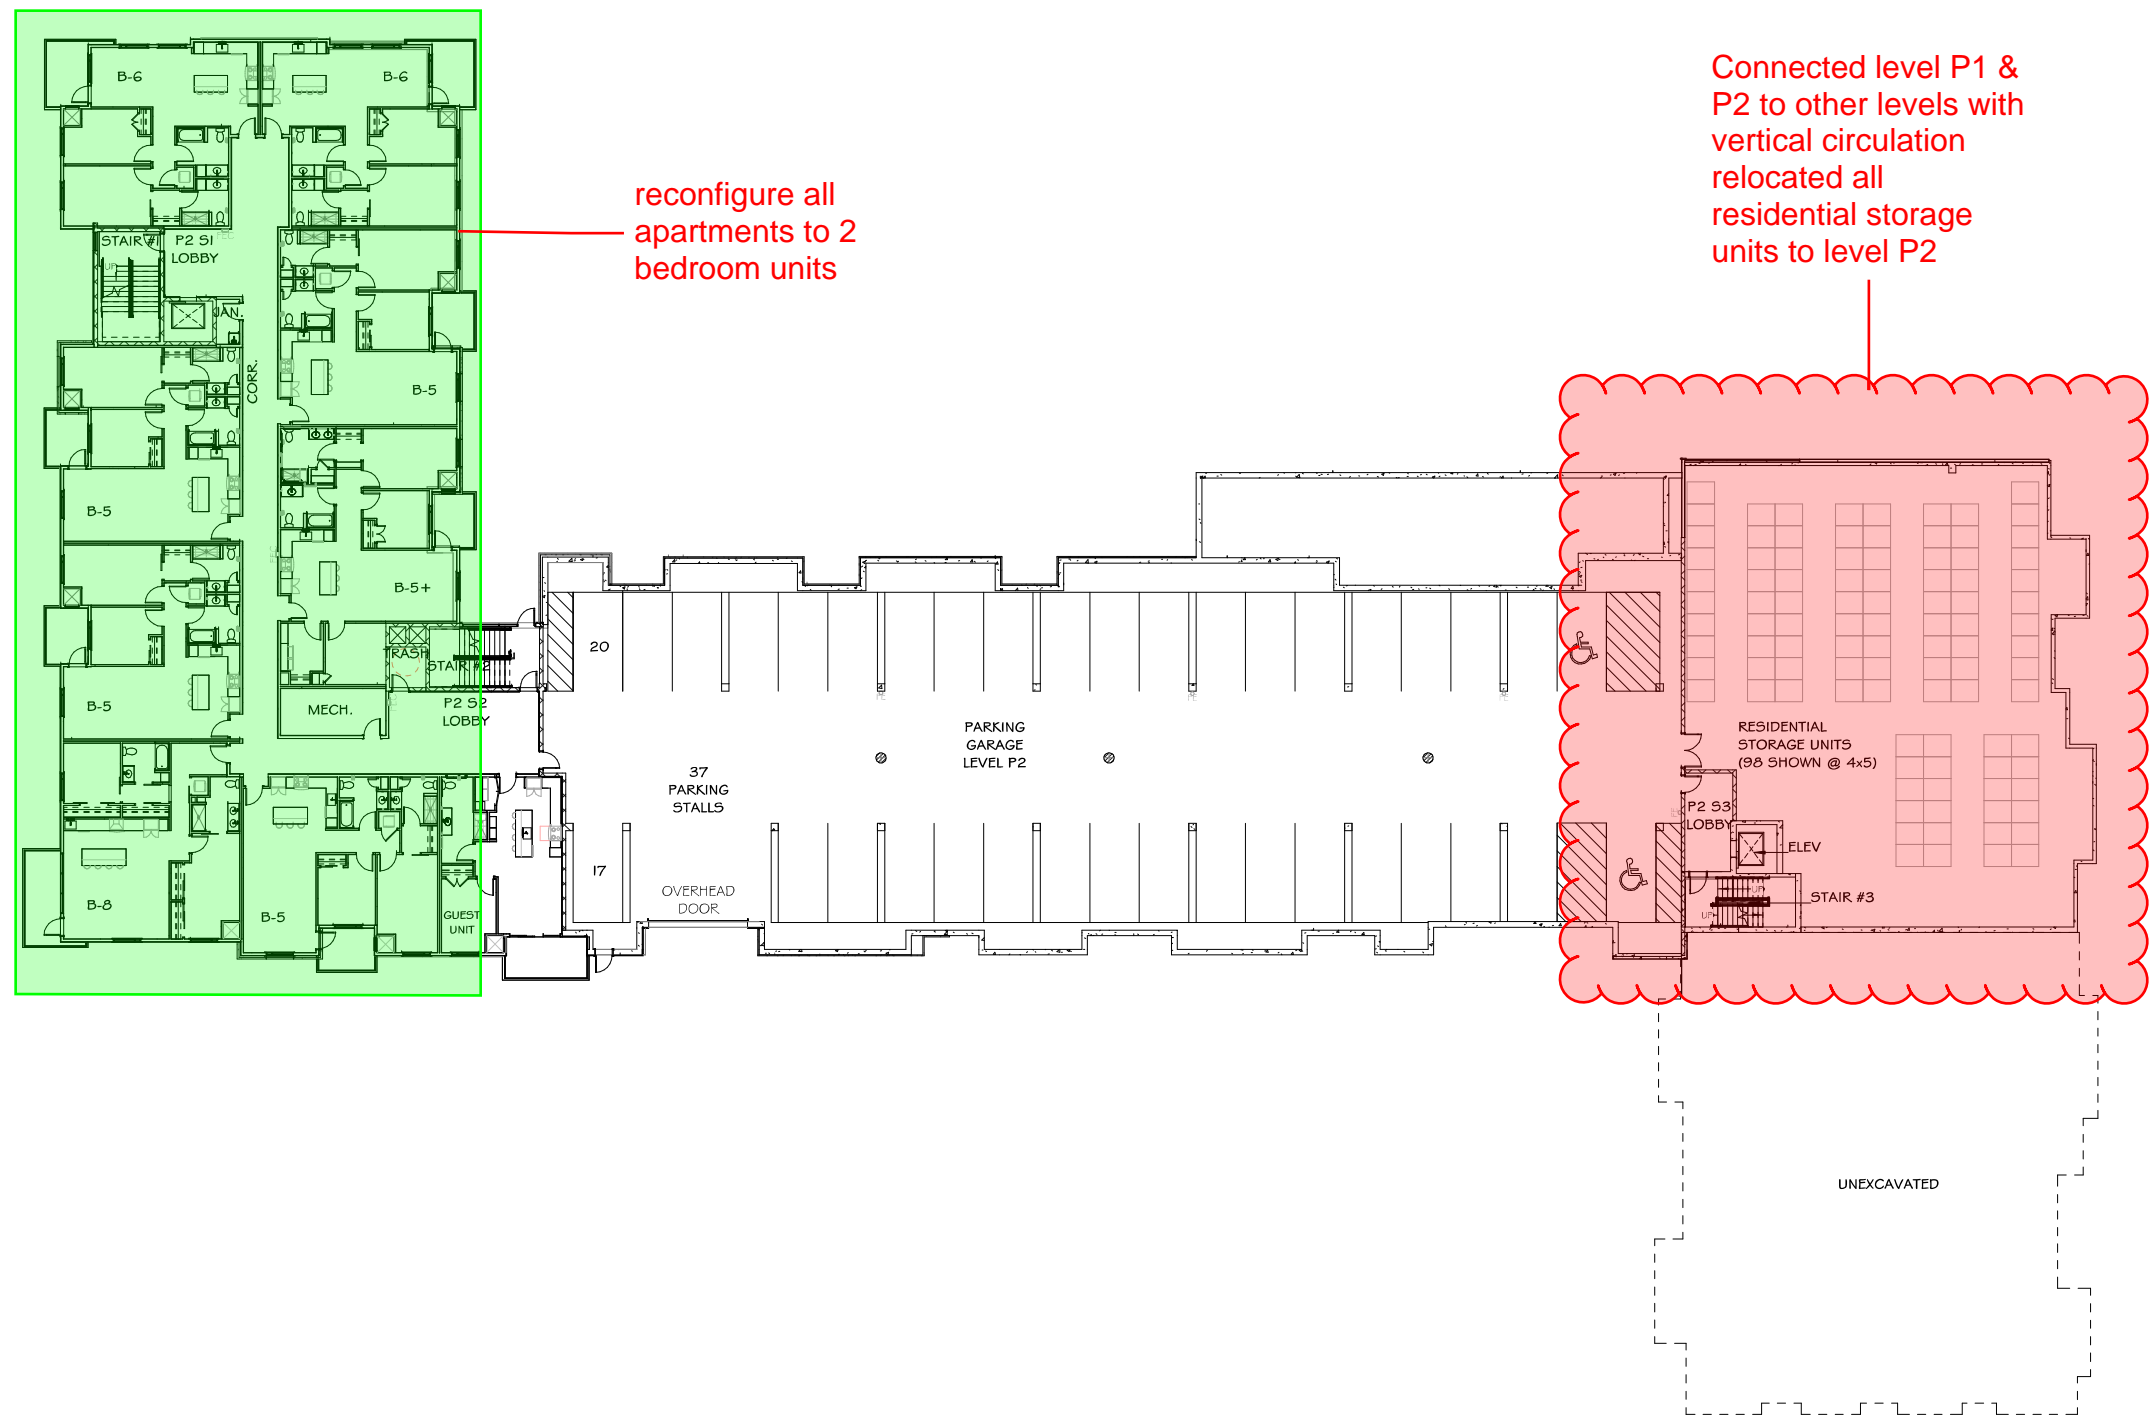 B-6
B-6
Connected level P1 &
P2 to other levels with
vertical circulation
relocated all
residential storage
units to level P2
reconfigure all
apartments to 2
bedroom units
STAIR #1
UP
P2 S1
LOBBY
JAN.
CORR.
B-5
B-5
B-5+
TRASH
STAIR #2
P2 S2
LOBBY
MECH.
B-5
B-8
B-5
GUEST
UNIT
20
37
PARKING
STALLS
17
OVERHEAD
DOOR
PARKING
GARAGE
LEVEL P2
RESIDENTIAL
STORAGE UNITS
(98 SHOWN @ 4x5)
P2 S3
LOBBY
ELEV
UP
UP
STAIR #3
UNEXCAVATED